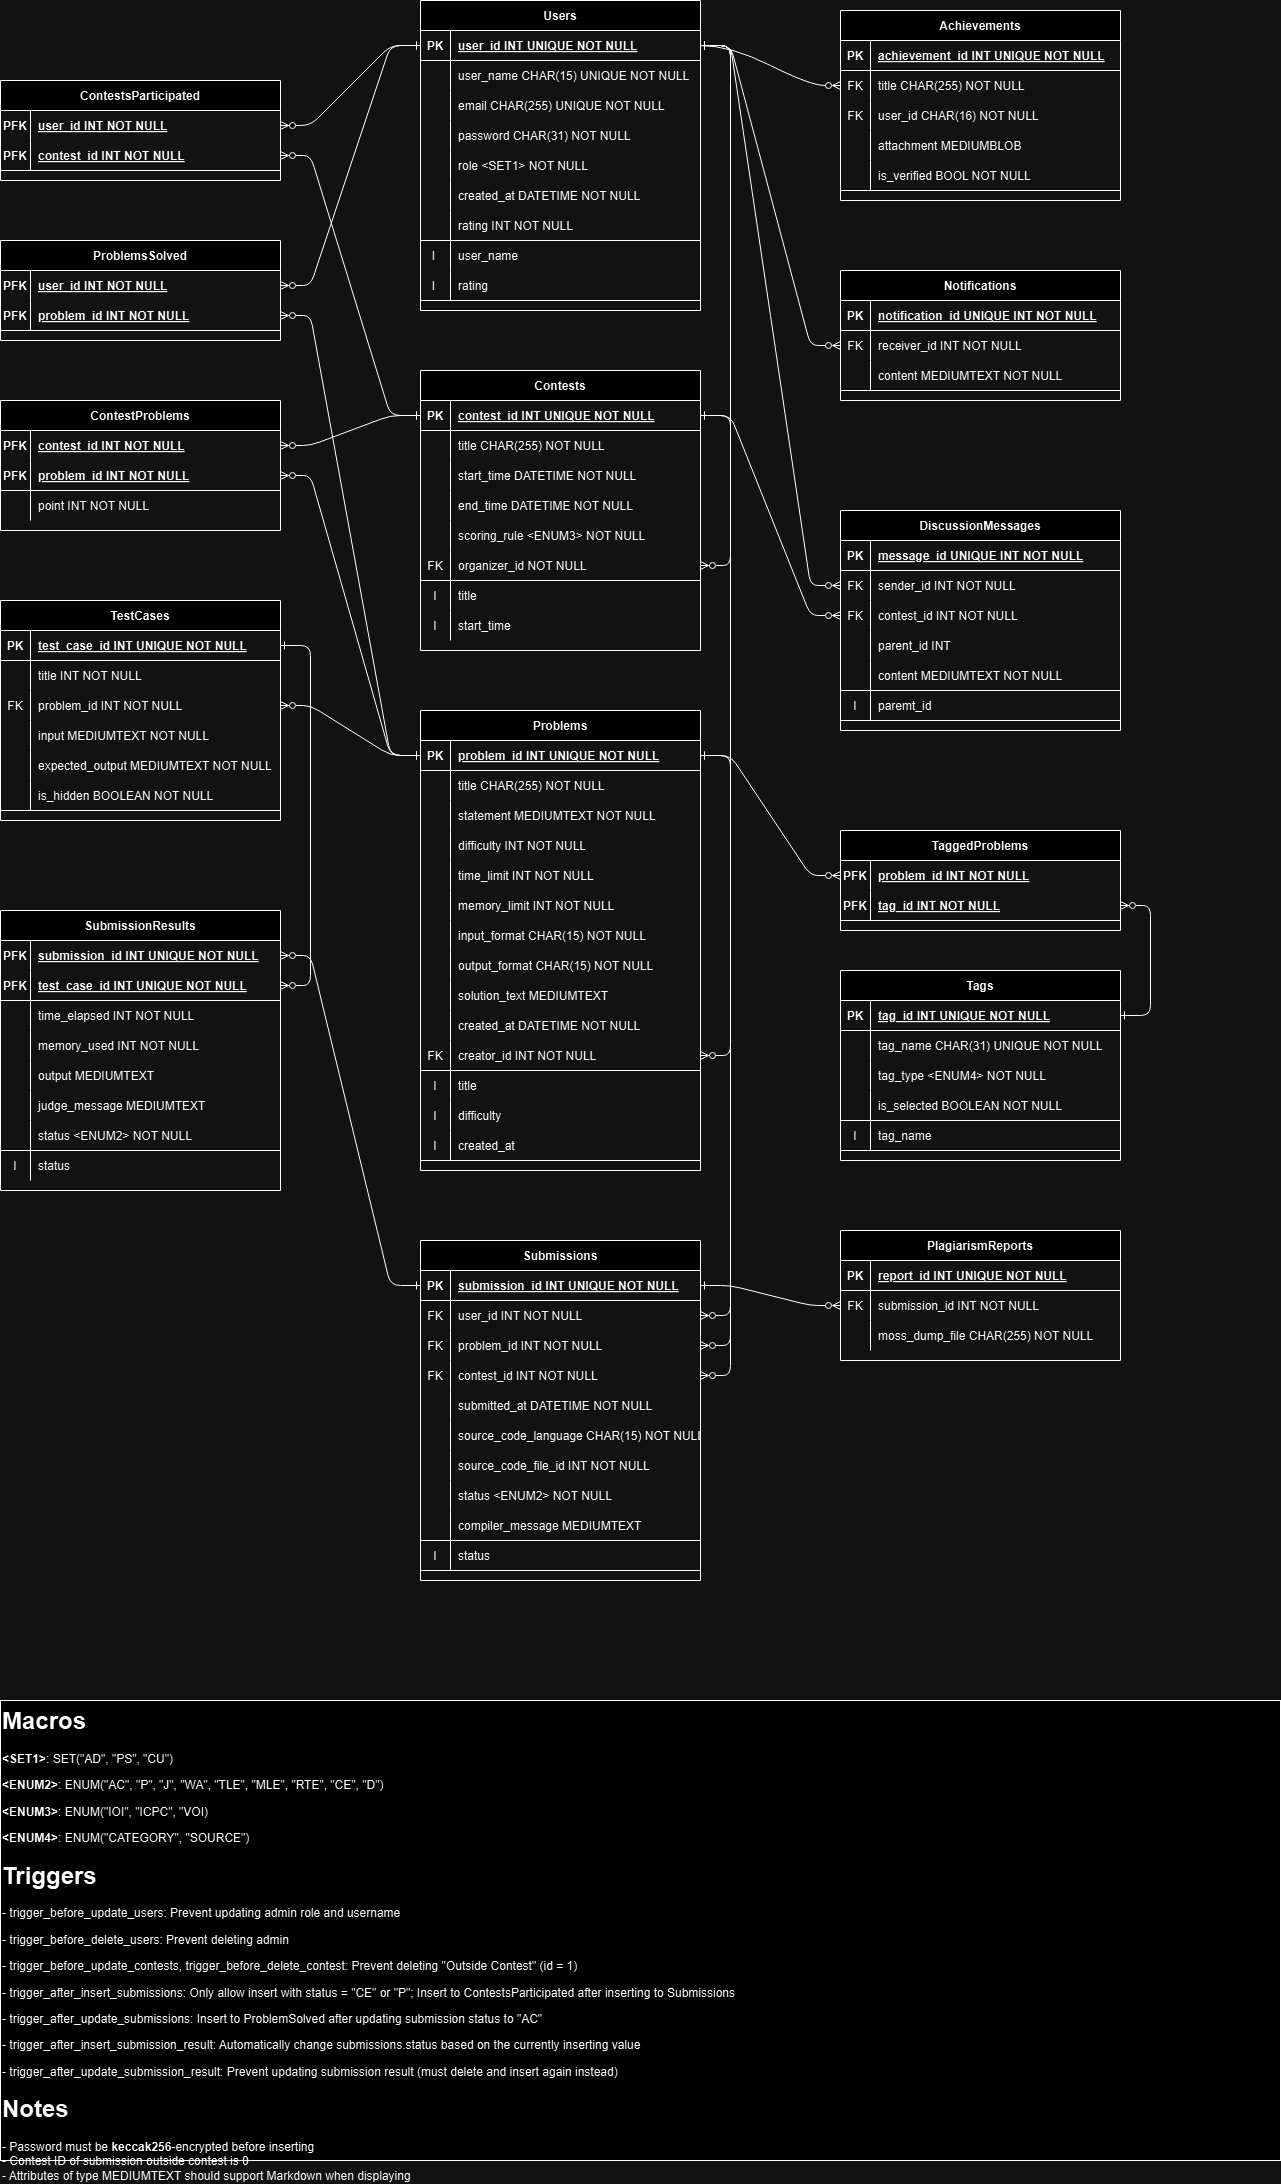 Users
PK user_id INT UNIQUE NOT NULL
user_name CHAR(15) UNIQUE NOT NULL
email CHAR(255) UNIQUE NOT NULL
password CHAR(31) NOT NULL
role <SET1> NOT NULL
created_at DATETIME NOT NULL
rating INT NOT NULL
I user_name
I rating
Achievements
PK achievement_id INT UNIQUE NOT NULL
FK title CHAR(255) NOT NULL
FK user_id CHAR(16) NOT NULL
attachment MEDIUMBLOB
is_verified BOOL NOT NULL
ContestsParticipated
PFK user_id INT NOT NULL
PFK contest_id INT NOT NULL
ProblemsSolved
PFK user_id INT NOT NULL
PFK problem_id INT NOT NULL
Notifications
PK notification_id UNIQUE INT NOT NULL
FK receiver_id INT NOT NULL
content MEDIUMTEXT NOT NULL
ContestProblems
PFK contest_id INT NOT NULL
PFK problem_id INT NOT NULL
point INT NOT NULL
Contests
PK contest_id INT UNIQUE NOT NULL
title CHAR(255) NOT NULL
start_time DATETIME NOT NULL
end_time DATETIME NOT NULL
scoring_rule <ENUM3> NOT NULL
FK organizer_id NOT NULL
I title
I start_time
DiscussionMessages
PK message_id UNIQUE INT NOT NULL
FK sender_id INT NOT NULL
FK contest_id INT NOT NULL
parent_id INT
content MEDIUMTEXT NOT NULL
I paremt_id
TestCases
PK test_case_id INT UNIQUE NOT NULL
title INT NOT NULL
FK problem_id INT NOT NULL
input MEDIUMTEXT NOT NULL
expected_output MEDIUMTEXT NOT NULL
is_hidden BOOLEAN NOT NULL
Problems
PK problem_id INT UNIQUE NOT NULL
title CHAR(255) NOT NULL
statement MEDIUMTEXT NOT NULL
difficulty INT NOT NULL
time_limit INT NOT NULL
memory_limit INT NOT NULL
input_format CHAR(15) NOT NULL
output_format CHAR(15) NOT NULL
solution_text MEDIUMTEXT
created_at DATETIME NOT NULL
FK creator_id INT NOT NULL
I title
I difficulty
I created_at
TaggedProblems
PFK problem_id INT NOT NULL
PFK tag_id INT NOT NULL
SubmissionResults
PFK submission_id INT UNIQUE NOT NULL
PFK test_case_id INT UNIQUE NOT NULL
time_elapsed INT NOT NULL
memory_used INT NOT NULL
output MEDIUMTEXT
judge_message MEDIUMTEXT
status <ENUM2> NOT NULL
I status
Tags
PK tag_id INT UNIQUE NOT NULL
tag_name CHAR(31) UNIQUE NOT NULL
tag_type <ENUM4> NOT NULL
is_selected BOOLEAN NOT NULL
I tag_name
Submissions
PK submission_id INT UNIQUE NOT NULL
FK user_id INT NOT NULL
FK problem_id INT NOT NULL
FK contest_id INT NOT NULL
submitted_at DATETIME NOT NULL
source_code_language CHAR(15) NOT
source_code_file_id INT NOT NULL
status <ENUM2> NOT NULL
compiler_message MEDIUMTEXT
I status
PlagiarismReports
PK report_id INT UNIQUE NOT NULL
FK submission_id INT NOT NULL
moss_dump_file CHAR(255) NOT NULL
Macros
<SET1>: SET("AD", "PS", "CU")
<ENUM2>: ENUM("AC", "P", "J", "WA", "TLE", "MLE", "RTE", "CE", "D")
<ENUM3>: ENUM("IOI", "ICPC", "VOI)
<ENUM4>: ENUM("CATEGORY", "SOURCE")
Triggers
- trigger_before_update_users: Prevent updating admin role and username
- trigger_before_delete_users: Prevent deleting admin
- trigger_before_update_contests, trigger_before_delete_contest: Prevent deleting "Outside Contest" (id = 1)
- trigger_after_insert_submissions: Only allow insert with status = "CE" or "P"; Insert to ContestsParticipated after inserting to Submissions
- trigger_after_update_submissions: Insert to ProblemSolved after updating submission status to "AC"
- trigger_after_insert_submission_result: Automatically change submissions.status based on the currently inserting value
- trigger_after_update_submission_result: Prevent updating submission result (must delete and insert again instead)
Notes
- Password must be keccak256-encrypted before inserting
- Contest ID of submission outside contest is 0
- Attributes of type MEDIUMTEXT should support Markdown when displaying